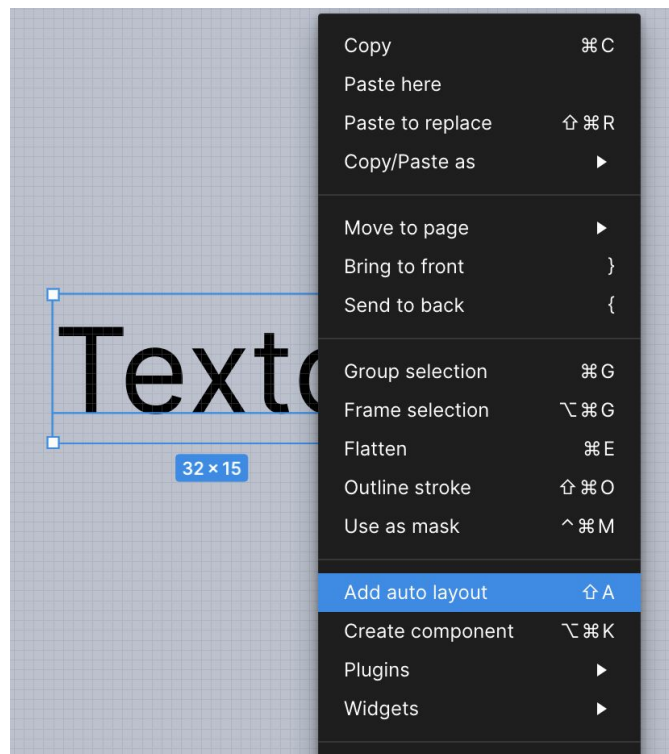 Copy ⌘C
Paste here
Paste to replace ⇧⌘R
Copy/Paste as ▶
Move to page ▶
Bring to front }
Send to back {
Texto
32 × 15
Group selection ⌘G
Frame selection ⌥⌘G
Flatten ⌘E
Outline stroke ⇧⌘O
Use as mask ^⌘M
Add auto layout ⇧A
Create component ⌥⌘K
Plugins ▶
Widgets ▶